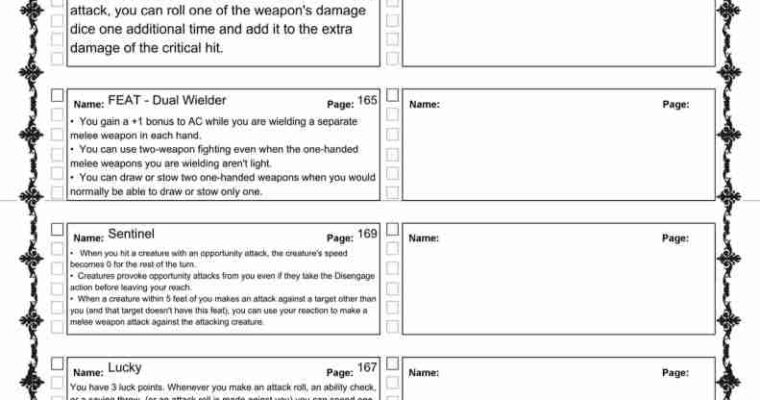 attack, you can roll one of the weapon's damage
dice one additional time and add it to the extra
damage of the critical hit.
Name: FEAT - Dual Wielder Page: 165
• You gain a +1 bonus to AC while you are wielding a separate
melee weapon in each hand.
• You can use two-weapon fighting even when the one-handed
melee weapons you are wielding aren't light.
• You can draw or stow two one-handed weapons when you would
normally be able to draw or stow only one.
Name: Page:
Name: Sentinel Page: 169
• When you hit a creature with an opportunity attack, the creature's speed
becomes 0 for the rest of the turn.
• Creatures provoke opportunity attacks from you even if they take the Disengage
action before leaving your reach.
• When a creature within 5 feet of you makes an attack against a target other than
you (and that target doesn't have this feat), you can use your reaction to make a
melee weapon attack against the attacking creature.
Name: Page:
Name: Lucky Page: 167
You have 3 luck points. Whenever you make an attack roll, an ability check,
or a saving throw, (or an attack roll is made against you) you can spend one
Name: Page: